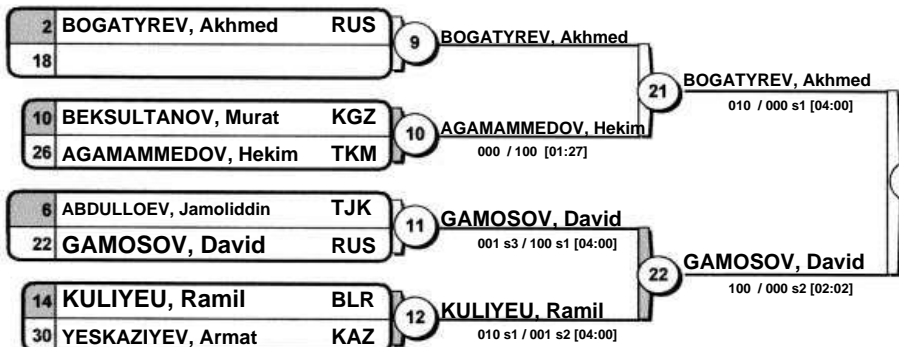 2 BOGATYREV, Akhmed RUS
18
9
BOGATYREV, Akhmed
10 BEKSULTANOV, Murat KGZ
26 AGAMAMMEDOV, Hekim TKM
10
AGAMAMMEDOV, Hekim
000 / 100 [01:27]
21
BOGATYREV, Akhmed
010 / 000 s1 [04:00]
6 ABDULLOEV, Jamoliddin TJK
22 GAMOSOV, David RUS
11
GAMOSOV, David
001 s3 / 100 s1 [04:00]
14 KULIYEU, Ramil BLR
30 YESKAZIYEV, Armat KAZ
12
KULIYEU, Ramil
010 s1 / 001 s2 [04:00]
22
GAMOSOV, David
100 / 000 s2 [02:02]